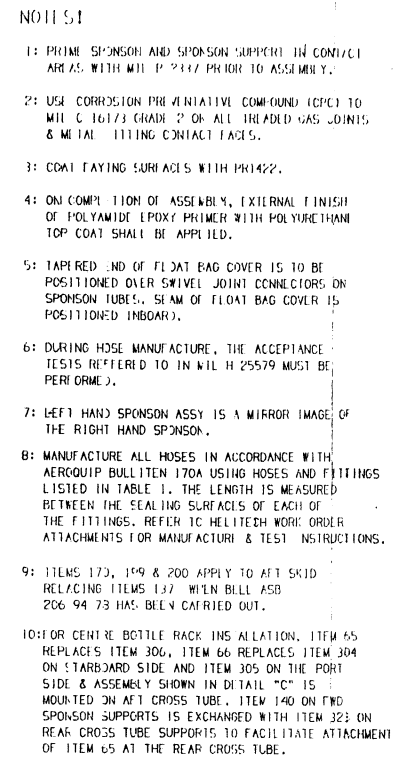 NOTES!
1: PRIME SPONSON AND SPONSON SUPPORT IN CONTACT
AREAS WITH MIL P 2337 PRIOR TO ASSEMBLY.
2: USE CORROSION PREVENTATIVE COMPOUND (CPC) TO
MIL C 16173 GRADE 2 ON ALL TREADED GAS JOINTS
& METAL FITTING CONTACT FACES.
3: COAT FAYING SURFACES WITH PR1422.
4: ON COMPLETION OF ASSEMBLY, EXTERNAL FINISH
OF POLYAMIDE EPOXY PRIMER WITH POLYURETHANE
TOP COAT SHALL BE APPLIED.
5: TAPERED END OF FLOAT BAG COVER IS TO BE
POSITIONED OVER SWIVEL JOINT CONNECTORS ON
SPONSON TUBES. SEAM OF FLOAT BAG COVER IS
POSITIONED INBOARD.
6: DURING HOSE MANUFACTURE, THE ACCEPTANCE
TESTS REFFERED TO IN MIL H 25579 MUST BE
PERFORMED.
7: LEFT HAND SPONSON ASSY IS A MIRROR IMAGE OF
THE RIGHT HAND SPONSON.
8: MANUFACTURE ALL HOSES IN ACCORDANCE WITH
AEROQUIP BULLITEN 170A USING HOSES AND FITTINGS
LISTED IN TABLE 1. THE LENGTH IS MEASURED
BETWEEN THE SEALING SURFACES OF EACH OF
THE FITTINGS. REFER TO HELITECH WORK ORDER
ATTACHMENTS FOR MANUFACTURE & TEST INSTRUCTIONS.
9: ITEMS 170, 199 & 200 APPLY TO AFT SKID
RELACING ITEMS 137 WHEN BELL ASB
206 94 73 HAS BEEN CARRIED OUT.
10:FOR CENTRE BOTTLE RACK INSTALLATION, ITEM 65
REPLACES ITEM 306, ITEM 66 REPLACES ITEM 304
ON STARBOARD SIDE AND ITEM 305 ON THE PORT
SIDE & ASSEMBLY SHOWN IN DETAIL "C" IS
MOUNTED ON AFT CROSS TUBE. ITEM 140 ON FWD
SPONSON SUPPORTS IS EXCHANGED WITH ITEM 323 ON
REAR CROSS TUBE SUPPORTS TO FACILITATE ATTACHMENT
OF ITEM 65 AT THE REAR CROSS TUBE.